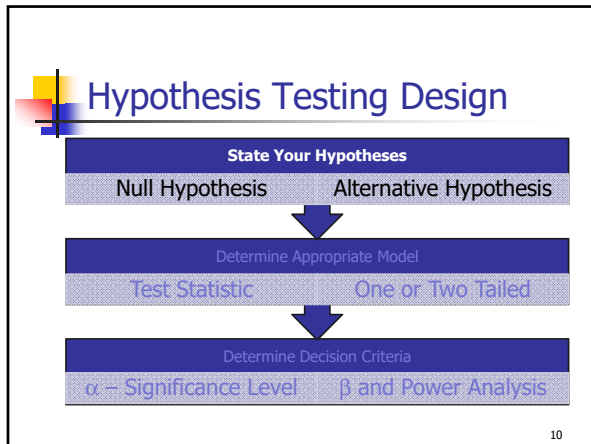 Hypothesis Testing Design
State Your Hypotheses
Null Hypothesis Alternative Hypothesis
Determine Appropriate Model
Test Statistic One or Two Tailed
Determine Decision Criteria
α – Significance Level β and Power Analysis
10